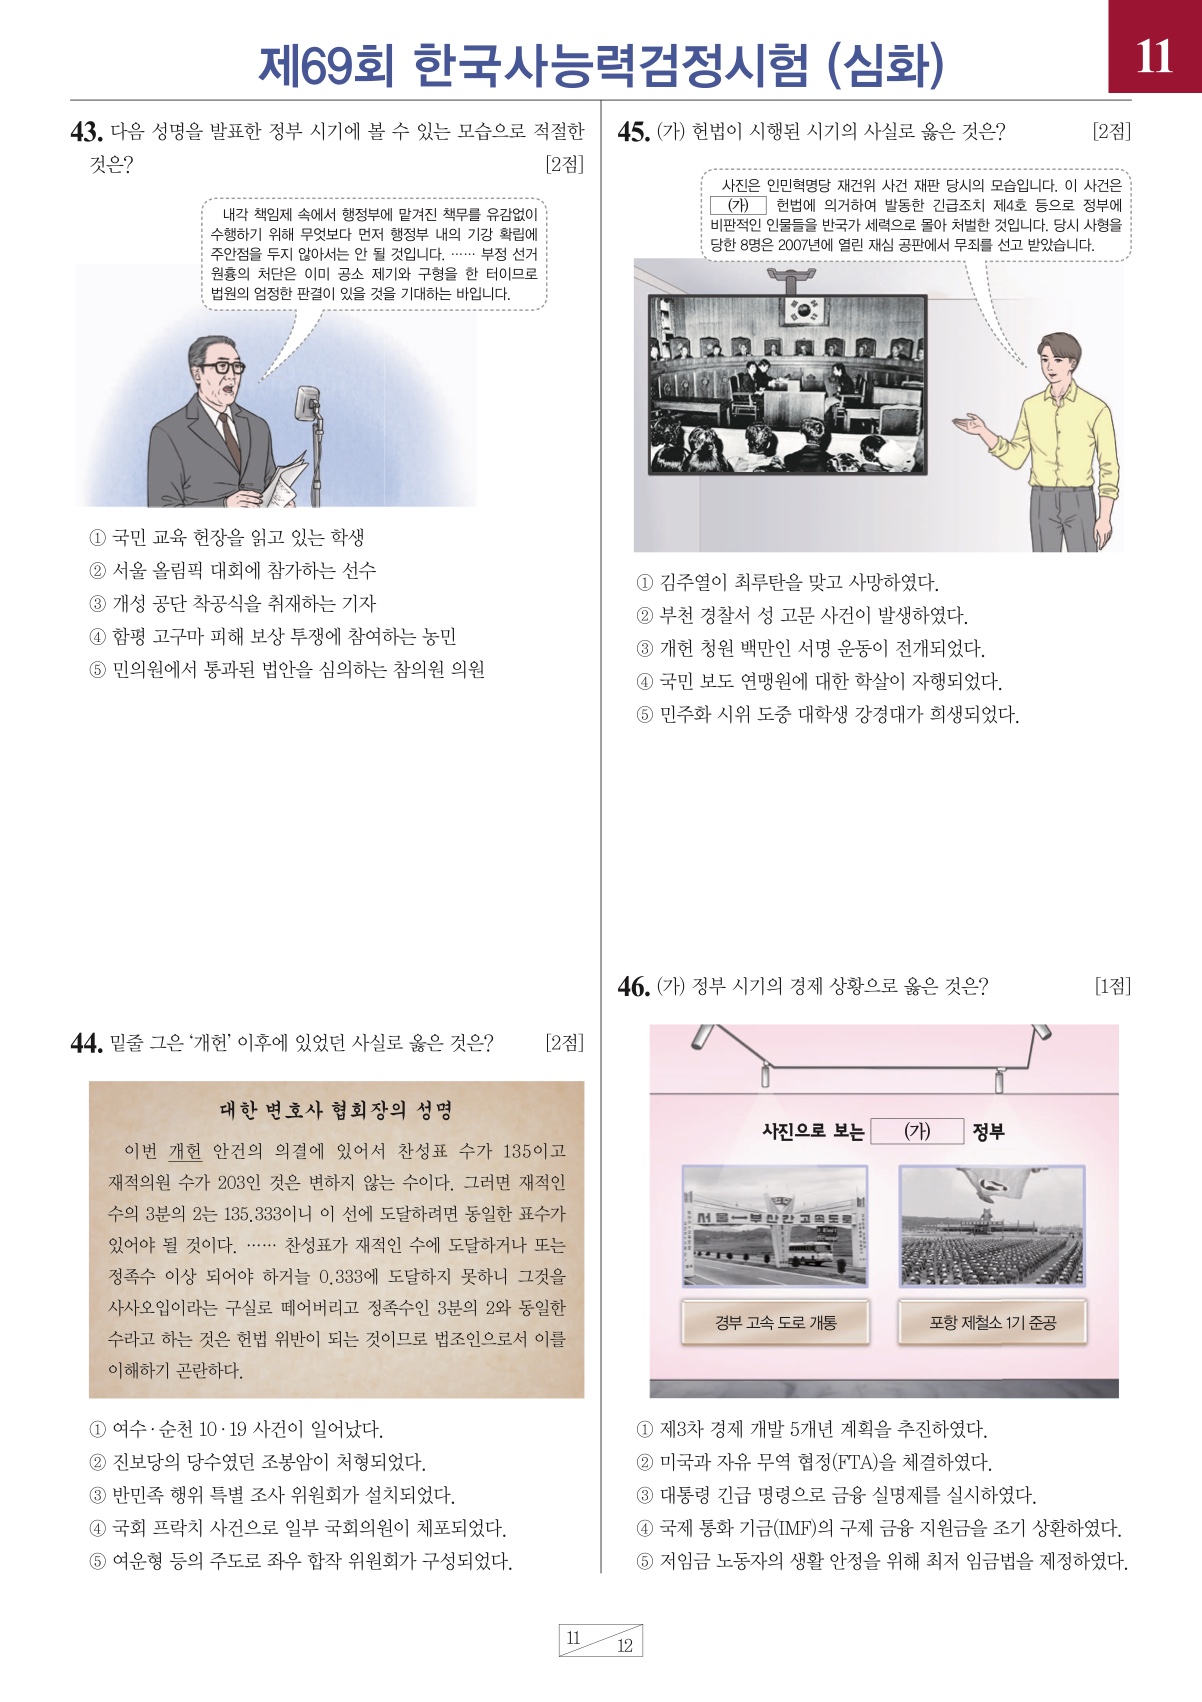 제69회 한국사능력검정시험 (심화)
11
43. 다음 성명을 발표한 정부 시기에 볼 수 있는 모습으로 적절한
것은? [2점]
내각 책임제 속에서 행정부에 맡겨진 책무를 유감없이
수행하기 위해 무엇보다 먼저 행정부 내의 기강 확립에
주안점을 두지 않아서는 안 될 것입니다. …… 부정 선거
원흉의 처단은 이미 공소 제기와 구형을 한 터이므로
법원의 엄정한 판결이 있을 것을 기대하는 바입니다.
① 국민 교육 헌장을 읽고 있는 학생
② 서울 올림픽 대회에 참가하는 선수
③ 개성 공단 착공식을 취재하는 기자
④ 함평 고구마 피해 보상 투쟁에 참여하는 농민
⑤ 민의원에서 통과된 법안을 심의하는 참의원 의원
44. 밑줄 그은 ‘개헌’ 이후에 있었던 사실로 옳은 것은? [2점]
대한 변호사 협회장의 성명
이번 개헌 안건의 의결에 있어서 찬성표 수가 135이고
재적의원 수가 203인 것은 변하지 않는 수이다. 그러면 재적인
수의 3분의 2는 135.333이니 이 선에 도달하려면 동일한 표수가
있어야 될 것이다. …… 찬성표가 재적인 수에 도달하거나 또는
정족수 이상 되어야 하거늘 0.333에 도달하지 못하니 그것을
사사오입이라는 구실로 떼어버리고 정족수인 3분의 2와 동일한
수라고 하는 것은 헌법 위반이 되는 것이므로 법조인으로서 이를
이해하기 곤란하다.
① 여수·순천 10·19 사건이 일어났다.
② 진보당의 당수였던 조봉암이 처형되었다.
③ 반민족 행위 특별 조사 위원회가 설치되었다.
④ 국회 프락치 사건으로 일부 국회의원이 체포되었다.
⑤ 여운형 등의 주도로 좌우 합작 위원회가 구성되었다.
45. (가) 헌법이 시행된 시기의 사실로 옳은 것은? [2점]
사진은 인민혁명당 재건위 사건 재판 당시의 모습입니다. 이 사건은
(가) 헌법에 의거하여 발동한 긴급조치 제4호 등으로 정부에
비판적인 인물들을 반국가 세력으로 몰아 처벌한 것입니다. 당시 사형을
당한 8명은 2007년에 열린 재심 공판에서 무죄를 선고 받았습니다.
① 김주열이 최루탄을 맞고 사망하였다.
② 부천 경찰서 성 고문 사건이 발생하였다.
③ 개헌 청원 백만인 서명 운동이 전개되었다.
④ 국민 보도 연맹원에 대한 학살이 자행되었다.
⑤ 민주화 시위 도중 대학생 강경대가 희생되었다.
46. (가) 정부 시기의 경제 상황으로 옳은 것은? [1점]
사진으로 보는 (가) 정부
서울―부산간 고속도로
경부 고속 도로 개통
포항 제철소 1기 준공
① 제3차 경제 개발 5개년 계획을 추진하였다.
② 미국과 자유 무역 협정(FTA)을 체결하였다.
③ 대통령 긴급 명령으로 금융 실명제를 실시하였다.
④ 국제 통화 기금(IMF)의 구제 금융 지원금을 조기 상환하였다.
⑤ 저임금 노동자의 생활 안정을 위해 최저 임금법을 제정하였다.
11
12